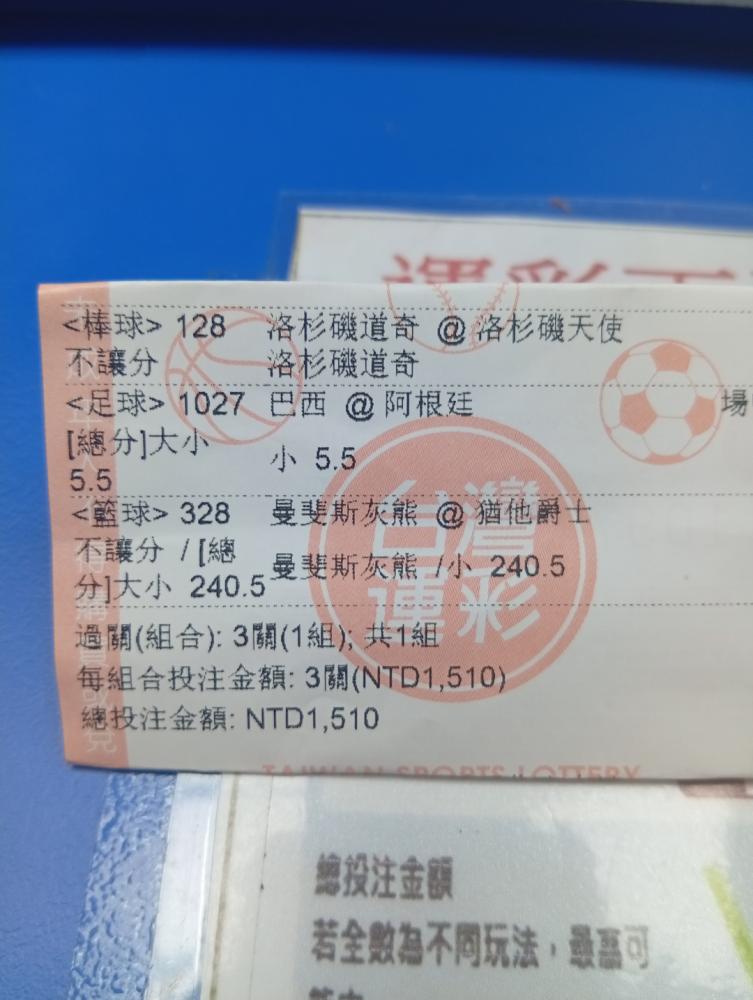 運彩
<棒球> 128 洛杉磯道奇 @ 洛杉磯天使
不讓分 洛杉磯道奇
<足球> 1027 巴西 @ 阿根廷 場
[總分]大小 5.5 小 5.5
<籃球> 328 曼斐斯灰熊 @ 猶他爵士
不讓分 / [總分]大小 240.5 曼斐斯灰熊 /小 240.5
過關(組合): 3關(1組); 共1組
每組合投注金額: 3關(NTD1,510)
總投注金額: NTD1,510
台灣運彩
TAIWAN SPORTS LOTTERY
總投注金額
若全數為不同玩法,最高可